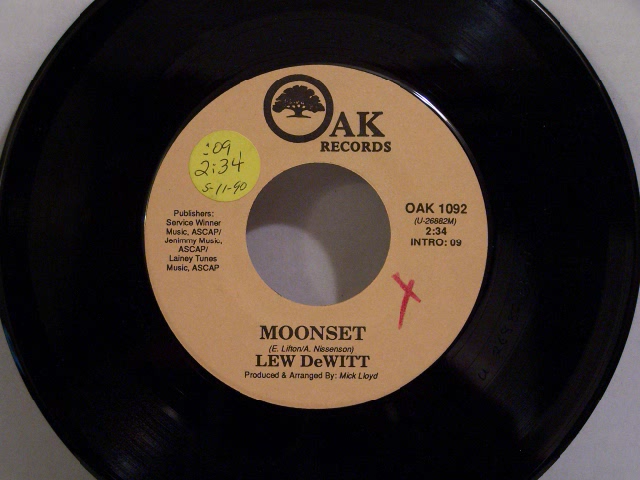 OAK
RECORDS
:09
2:34
5-11-90
Publishers:
Service Winner
Music, ASCAP/
Jenimmy Music,
ASCAP/
Lainey Tunes
Music, ASCAP
OAK 1092
(U-26882M)
2:34
INTRO: 09
MOONSET
(E. Lifton/A. Nissenson)
LEW DeWITT
Produced & Arranged By: Mick Lloyd